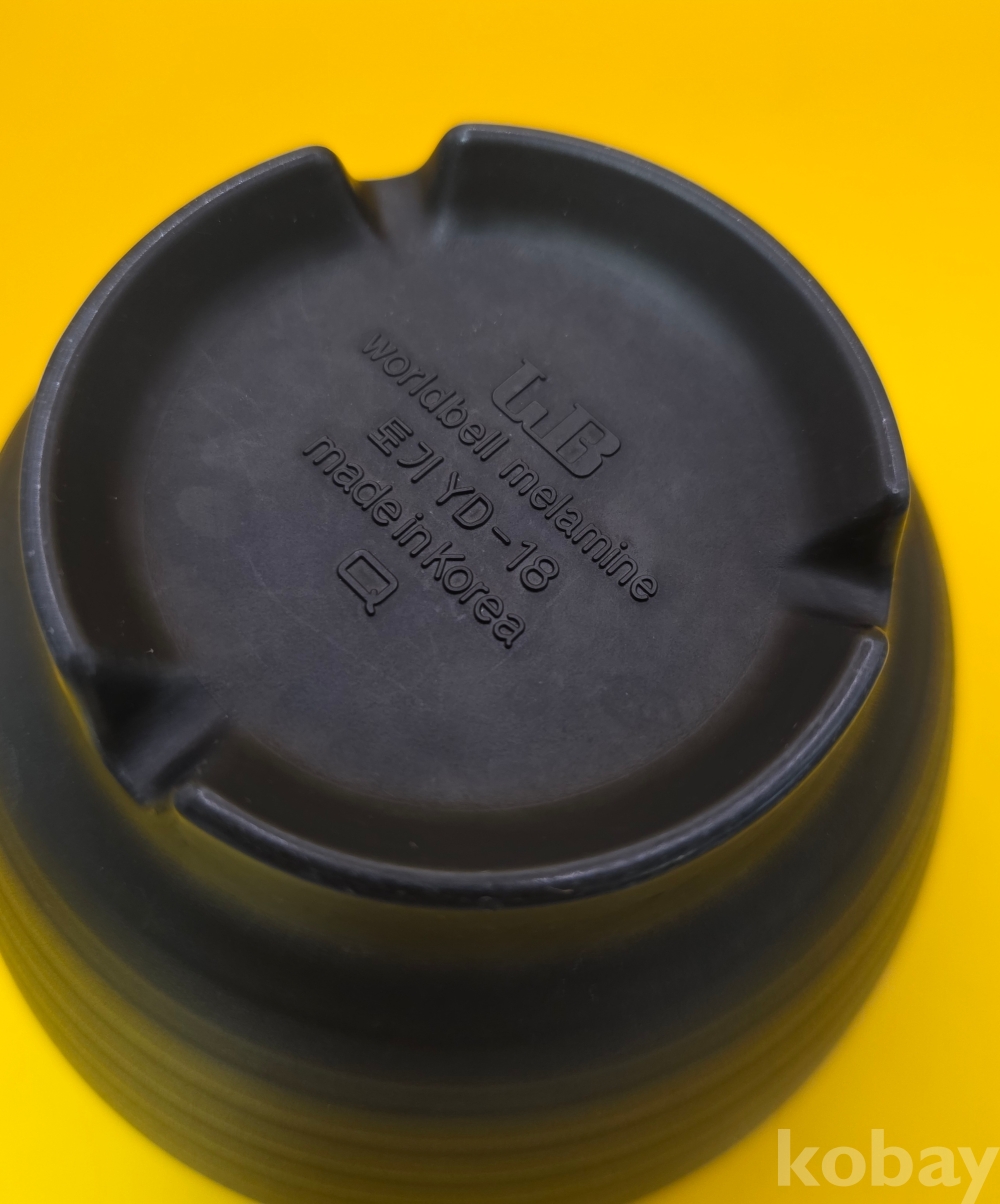 WB
worldbell melamine
토기 YD-18
made in Korea
Q
kobay